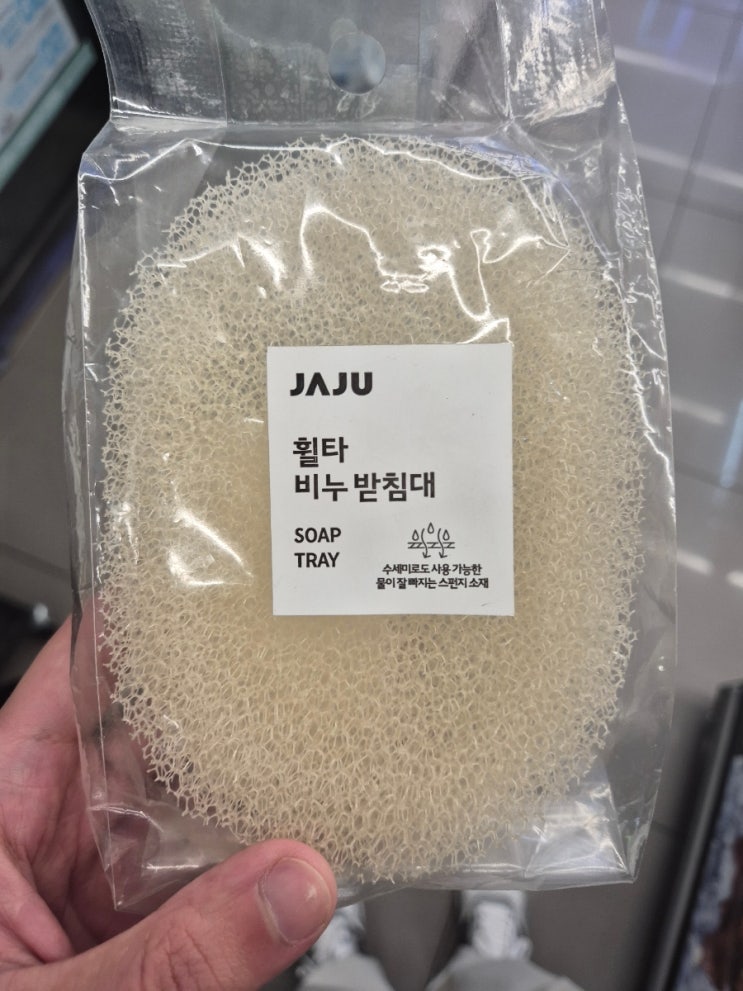 JAJU
휠타
비누 받침대
SOAP
TRAY
수세미로도 사용 가능한
물이 잘 빠지는 스펀지 소재